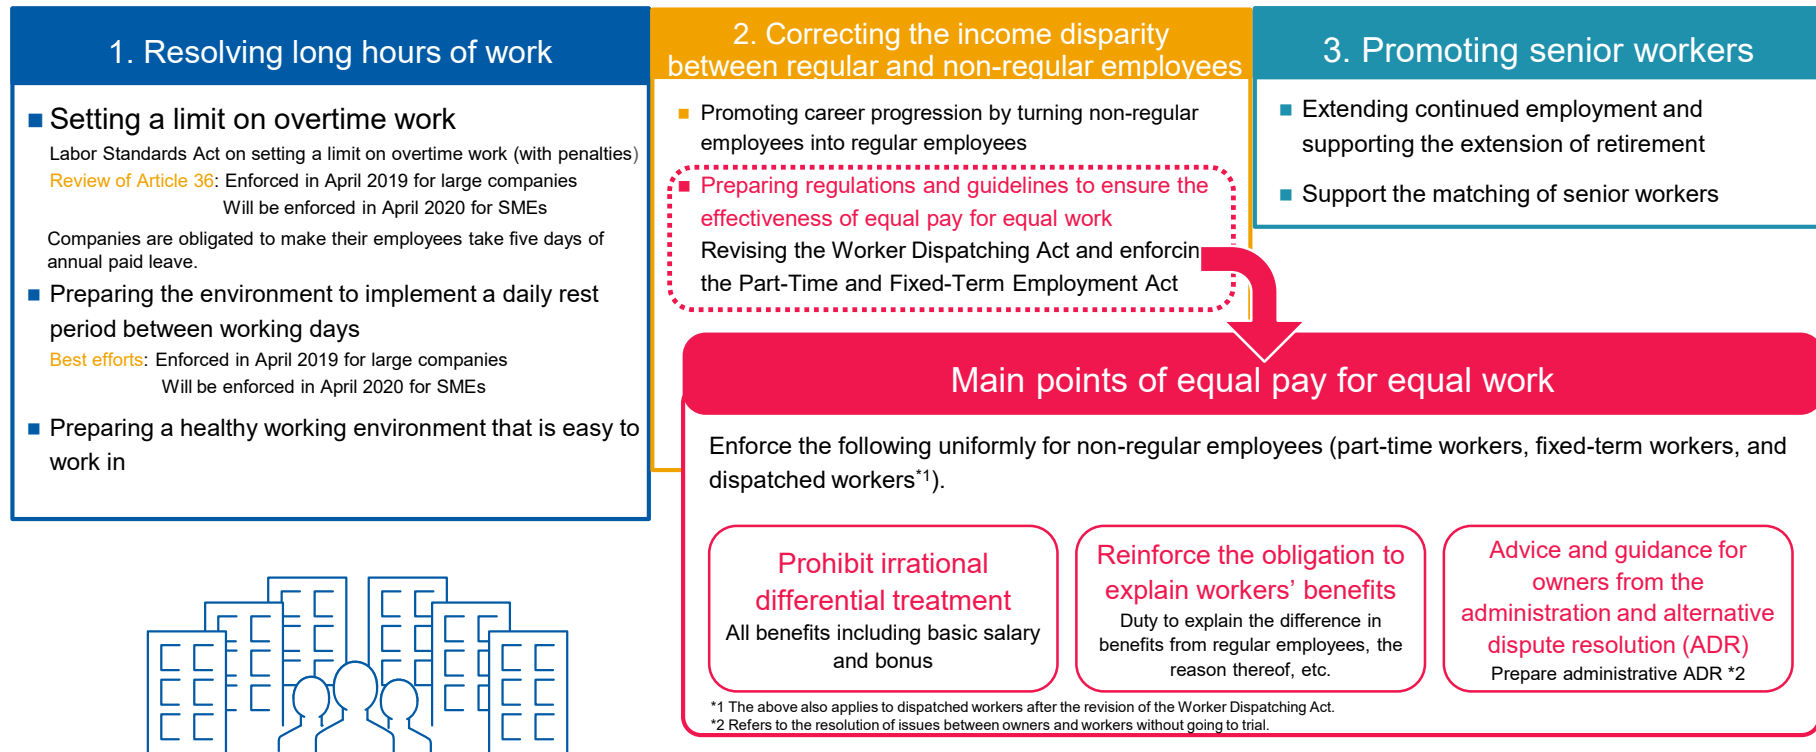 1. Resolving long hours of work
■ Setting a limit on overtime work
Labor Standards Act on setting a limit on overtime work (with penalties)
Review of Article 36: Enforced in April 2019 for large companies
Will be enforced in April 2020 for SMEs
Companies are obligated to make their employees take five days of
annual paid leave.
■ Preparing the environment to implement a daily rest
period between working days
Best efforts: Enforced in April 2019 for large companies
Will be enforced in April 2020 for SMEs
■ Preparing a healthy working environment that is easy to
work in
2. Correcting the income disparity
between regular and non-regular employees
■ Promoting career progression by turning non-regular
employees into regular employees
■ Preparing regulations and guidelines to ensure the
effectiveness of equal pay for equal work
Revising the Worker Dispatching Act and enforcin
the Part-Time and Fixed-Term Employment Act
3. Promoting senior workers
■ Extending continued employment and
supporting the extension of retirement
■ Support the matching of senior workers
Main points of equal pay for equal work
Enforce the following uniformly for non-regular employees (part-time workers, fixed-term workers, and
dispatched workers*1).
Prohibit irrational
differential treatment
All benefits including basic salary
and bonus
Reinforce the obligation to
explain workers’ benefits
Duty to explain the difference in
benefits from regular employees, the
reason thereof, etc.
Advice and guidance for
owners from the
administration and alternative
dispute resolution (ADR)
Prepare administrative ADR *2
*1 The above also applies to dispatched workers after the revision of the Worker Dispatching Act.
*2 Refers to the resolution of issues between owners and workers without going to trial.